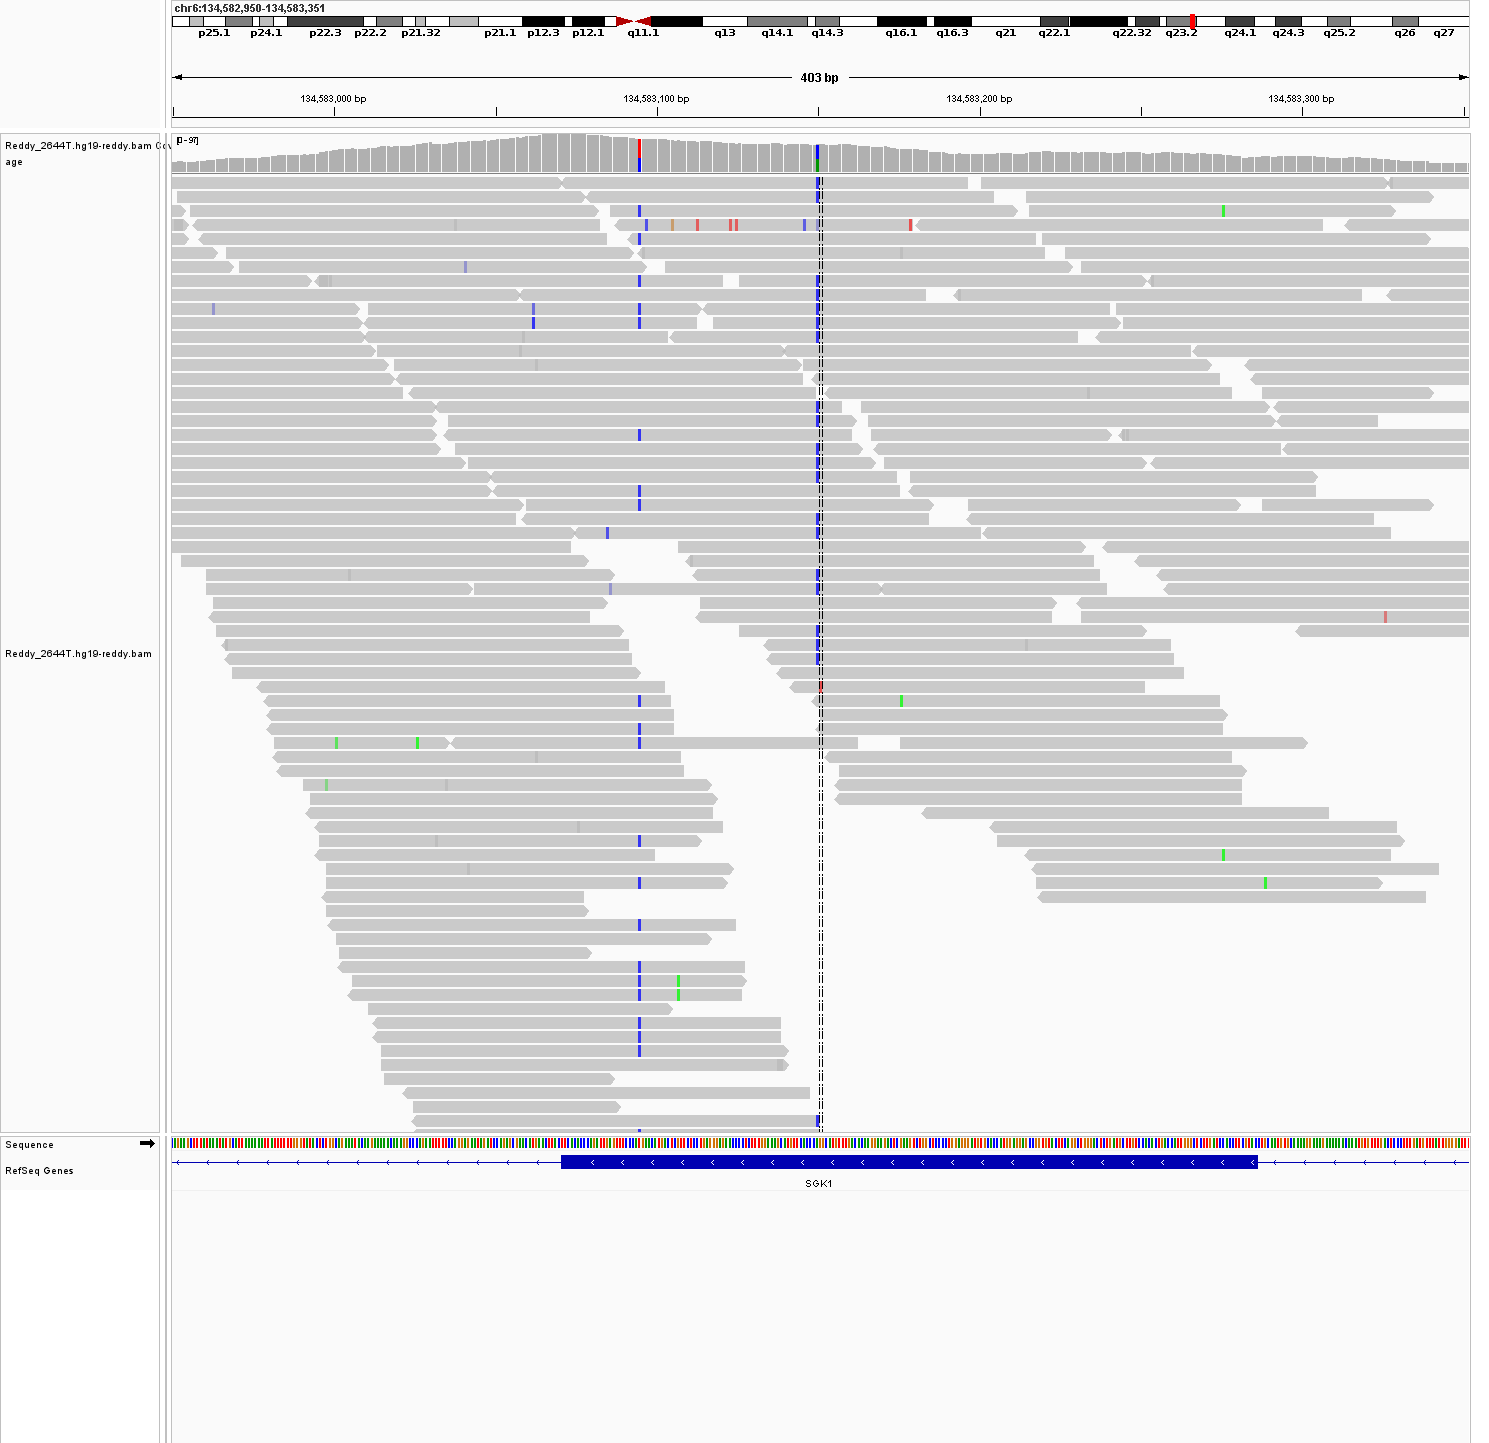 chr6:134,582,950-134,583,351
p25.1 p24.1 p22.3 p22.2 p21.32 p21.1 p12.3 p12.1 q11.1 q13 q14.1 q14.3 q16.1 q16.3 q21 q22.1 q22.32 q23.2 q24.1 q24.3 q25.2 q26 q27
403 bp
134,583,000 bp 134,583,100 bp 134,583,200 bp 134,583,300 bp
[0 - 97]
Reddy_2644T.hg19-reddy.bam Cov
age
Reddy_2644T.hg19-reddy.bam
Sequence
RefSeq Genes
SGK1